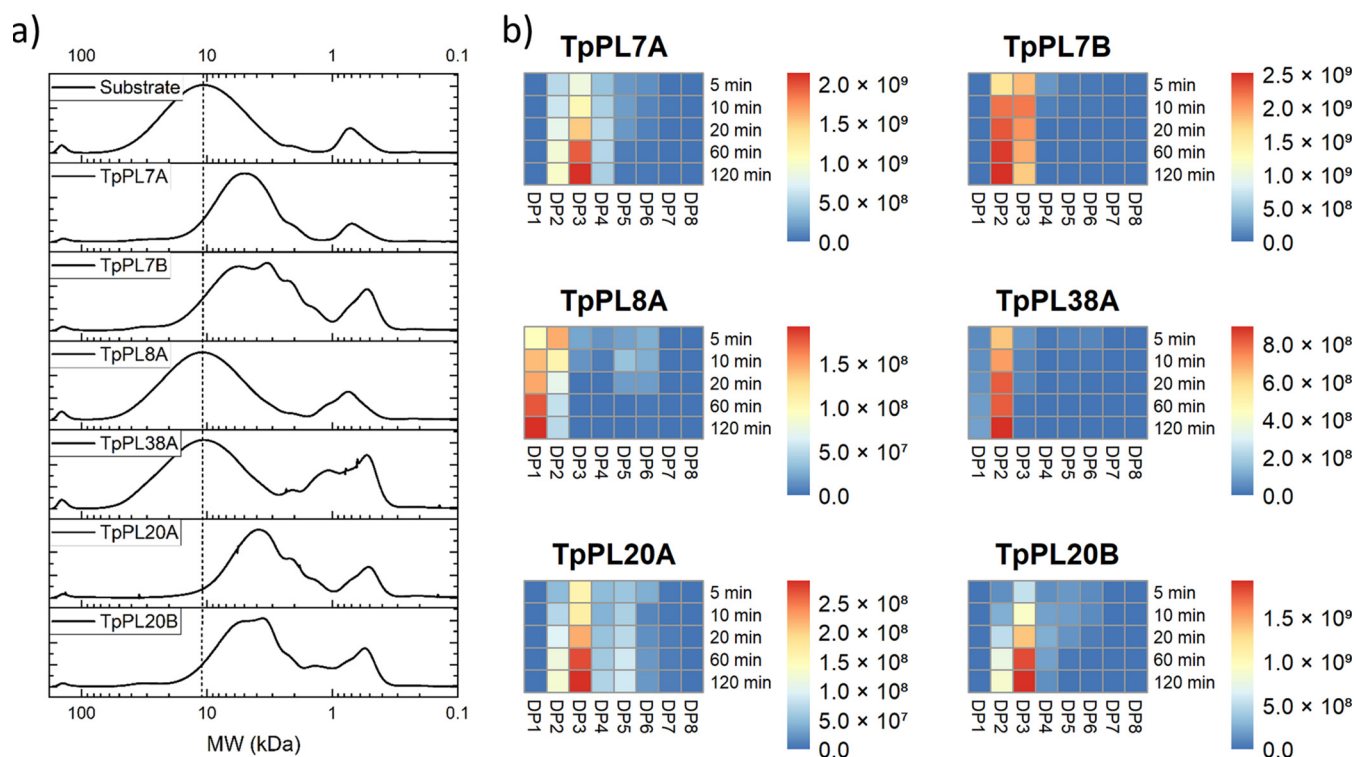 a)
100 10 1 0.1
Substrate
TpPL7A
TpPL7B
TpPL8A
TpPL38A
TpPL20A
TpPL20B
100 10 1 0.1
MW (kDa)
b)
TpPL7A
5 min
10 min
20 min
60 min
120 min
DP1 DP2 DP3 DP4 DP5 DP6 DP7 DP8
2.0 × 10⁹
1.5 × 10⁹
1.0 × 10⁹
5.0 × 10⁸
0.0
TpPL7B
5 min
10 min
20 min
60 min
120 min
DP1 DP2 DP3 DP4 DP5 DP6 DP7 DP8
2.5 × 10⁹
2.0 × 10⁹
1.5 × 10⁹
1.0 × 10⁹
5.0 × 10⁸
0.0
TpPL8A
5 min
10 min
20 min
60 min
120 min
DP1 DP2 DP3 DP4 DP5 DP6 DP7 DP8
1.5 × 10⁸
1.0 × 10⁸
5.0 × 10⁷
0.0
TpPL38A
5 min
10 min
20 min
60 min
120 min
DP1 DP2 DP3 DP4 DP5 DP6 DP7 DP8
8.0 × 10⁸
6.0 × 10⁸
4.0 × 10⁸
2.0 × 10⁸
0.0
TpPL20A
5 min
10 min
20 min
60 min
120 min
DP1 DP2 DP3 DP4 DP5 DP6 DP7 DP8
2.5 × 10⁸
2.0 × 10⁸
1.5 × 10⁸
1.0 × 10⁸
5.0 × 10⁷
0.0
TpPL20B
5 min
10 min
20 min
60 min
120 min
DP1 DP2 DP3 DP4 DP5 DP6 DP7 DP8
1.5 × 10⁹
1.0 × 10⁹
5.0 × 10⁸
0.0